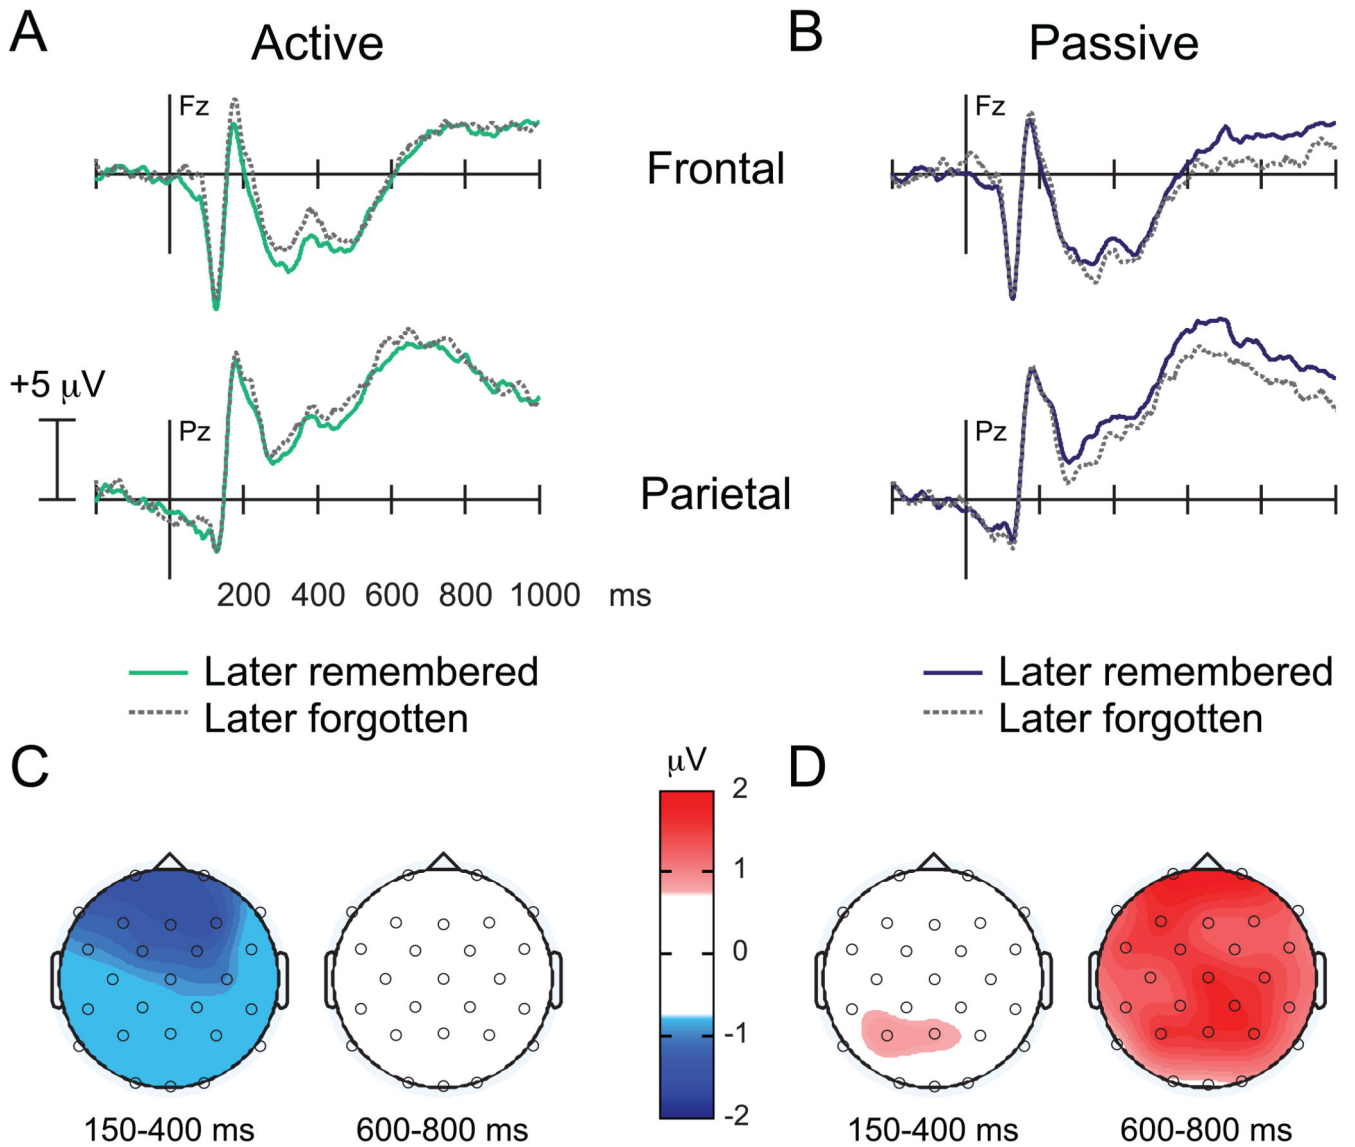 A
Active
B
Passive
Fz
Fz
Frontal
+5 μV
Pz
Pz
Parietal
200 400 600 800 1000 ms
Later remembered
Later forgotten
Later remembered
Later forgotten
C
μV
D
2
1
0
-1
-2
150-400 ms
600-800 ms
150-400 ms
600-800 ms